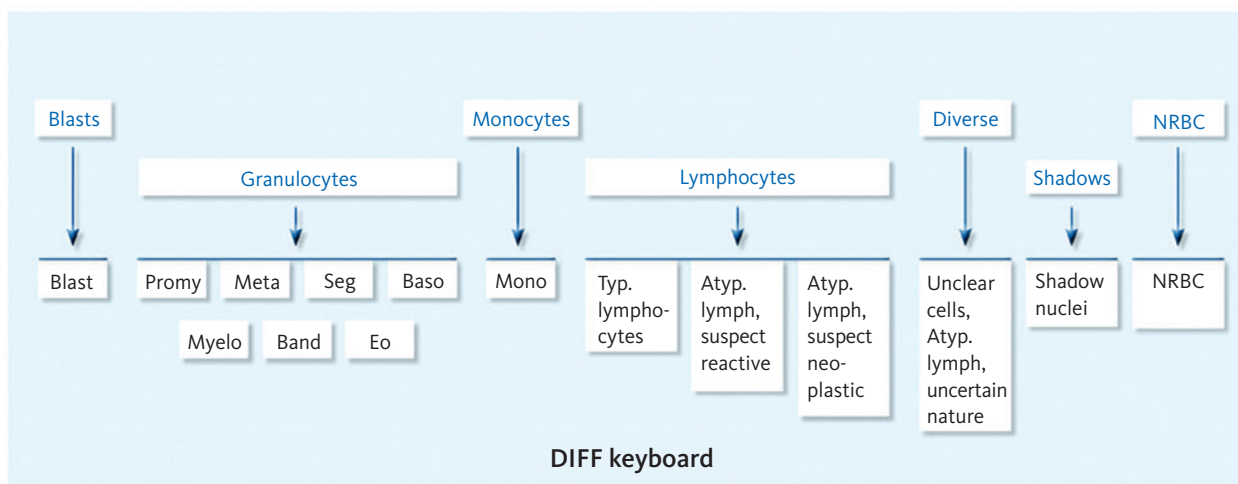 Blasts
Monocytes
Diverse
NRBC
Granulocytes
Lymphocytes
Shadows
Blast
Promy
Meta
Seg
Baso
Mono
Typ.
lympho-
cytes
Atyp.
lymph,
suspect
reactive
Atyp.
lymph,
suspect
neo-
plastic
Unclear
cells,
Atyp.
lymph,
uncertain
nature
Shadow
nuclei
NRBC
Myelo
Band
Eo
DIFF keyboard